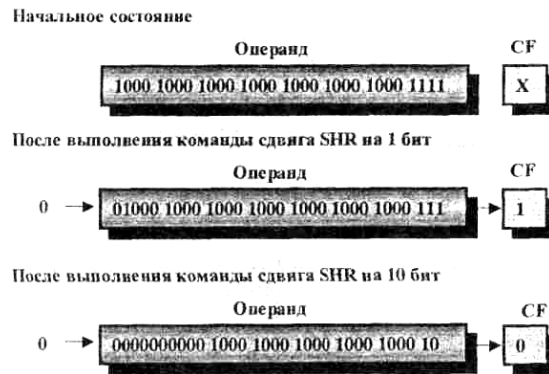 Начальное состояние
Операнд CF
1000 1000 1000 1000 1000 1000 1000 1111 X
После выполнения команды сдвига SHR на 1 бит
Операнд CF
0 01000 1000 1000 1000 1000 1000 1000 111 1
После выполнения команды сдвига SHR на 10 бит
Операнд CF
0 0000000000 1000 1000 1000 1000 1000 10 0